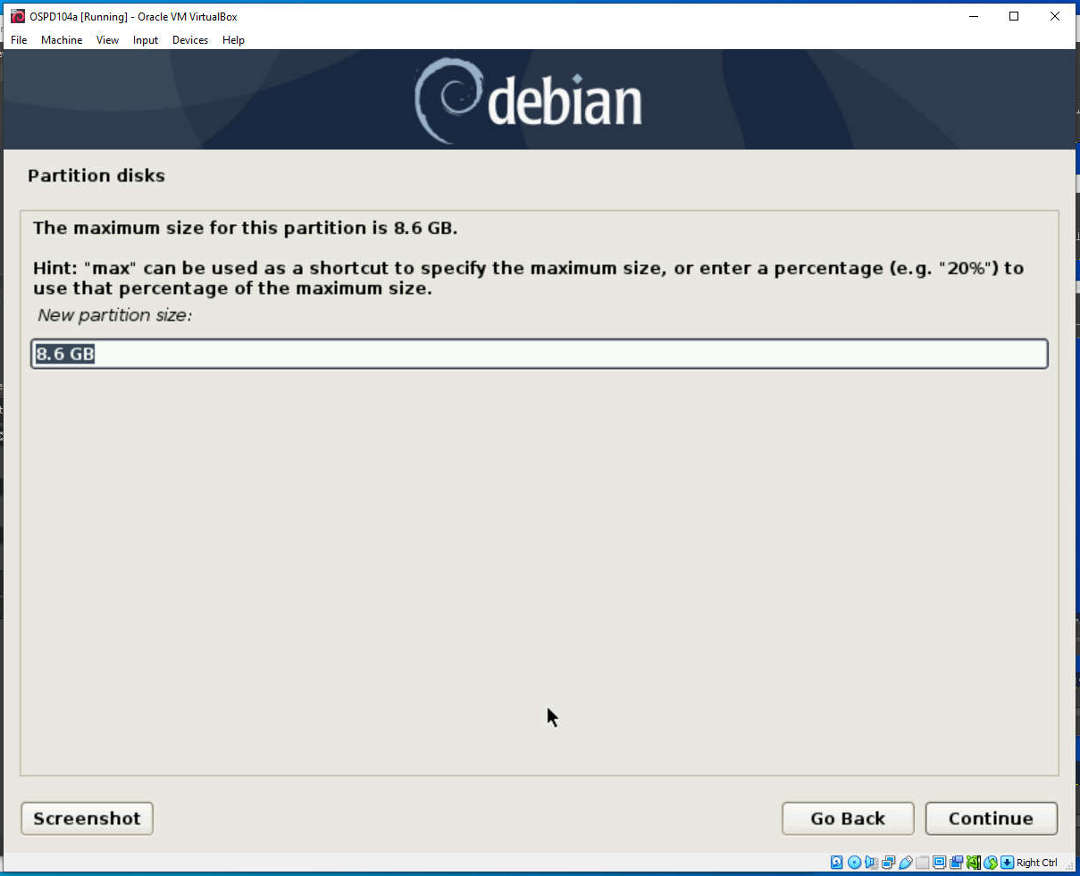 OSPD104a [Running] - Oracle VM VirtualBox
File Machine View Input Devices Help
debian
Partition disks
The maximum size for this partition is 8.6 GB.
Hint: "max" can be used as a shortcut to specify the maximum size, or enter a percentage (e.g. "20%") to
use that percentage of the maximum size.
New partition size:
8.6 GB
Screenshot
Go Back
Continue
Right Ctrl